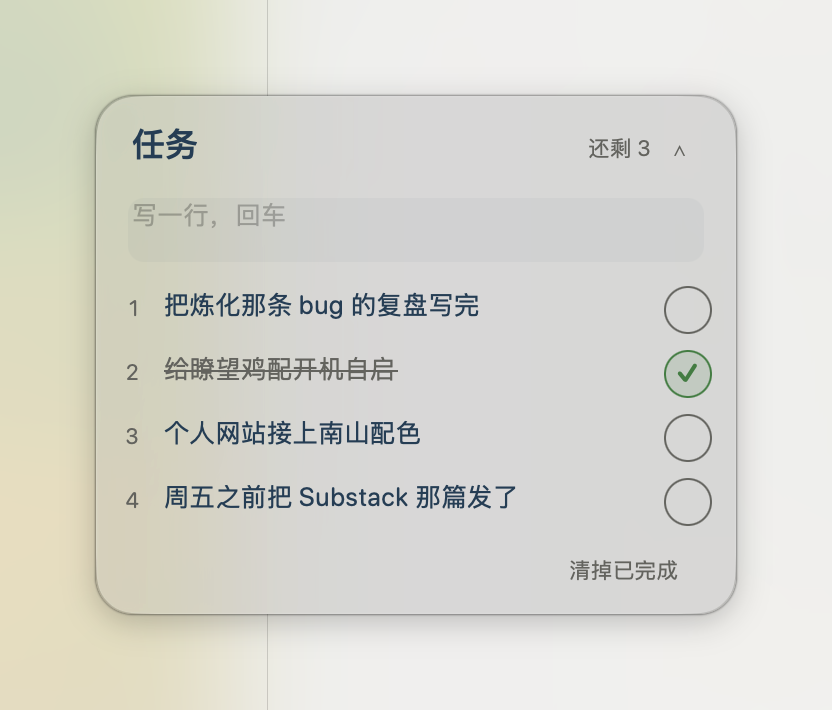 任务
还剩 3 ^
写一行，回车
1 把炼化那条 bug 的复盘写完
2 给瞭望鸡配开机自启
3 个人网站接上南山配色
4 周五之前把 Substack 那篇发了
清掉已完成